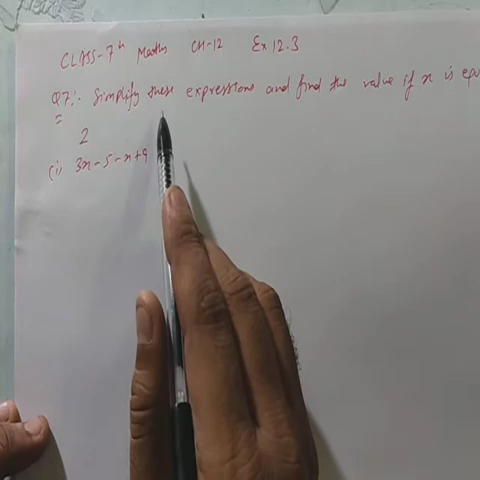 CLASS-7th Maths CH-12 Ex 12.3
Q7:- Simplify these expressions and find the value if x is equ
2
(i) 3x-5-x+9